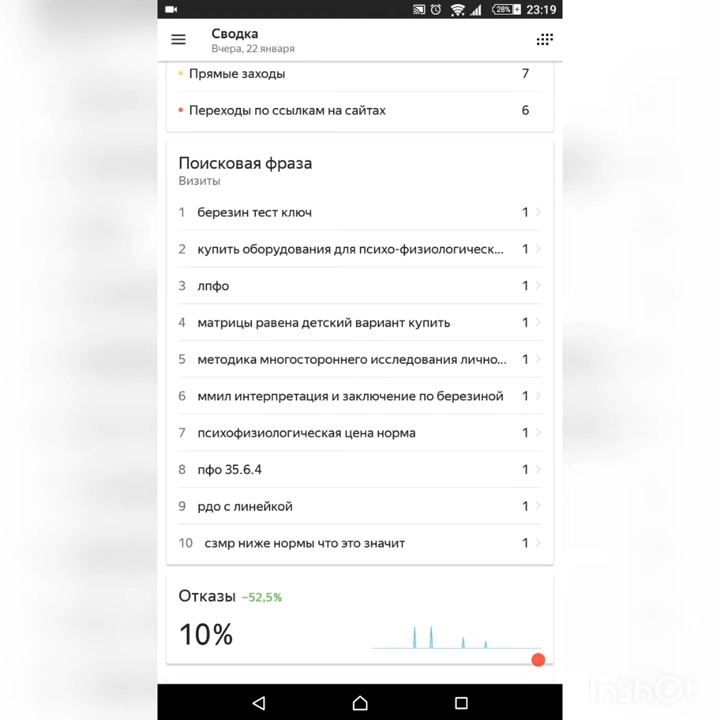 28% 23:19
Сводка
Вчера, 22 января
Прямые заходы 7
Переходы по ссылкам на сайтах 6
Поисковая фраза
Визиты
1 березин тест ключ 1
2 купить оборудования для психо-физиологическ... 1
3 лпфо 1
4 матрицы равена детский вариант купить 1
5 методика многостороннего исследования лично... 1
6 ммил интерпретация и заключение по березиной 1
7 психофизиологическая цена норма 1
8 пфо 35.6.4 1
9 рдо с линейкой 1
10 сзмр ниже нормы что это значит 1
Отказы −52,5%
10%
InShOt